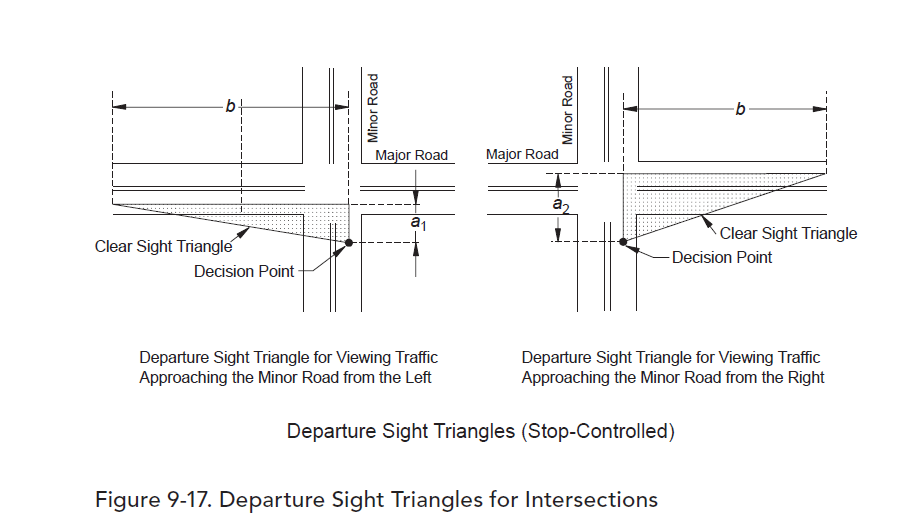 b
Minor Road
Major Road
a1
Clear Sight Triangle
Decision Point
Minor Road
Major Road
b
a2
Clear Sight Triangle
Decision Point
Departure Sight Triangle for Viewing Traffic
Approaching the Minor Road from the Left
Departure Sight Triangle for Viewing Traffic
Approaching the Minor Road from the Right
Departure Sight Triangles (Stop-Controlled)
Figure 9-17. Departure Sight Triangles for Intersections